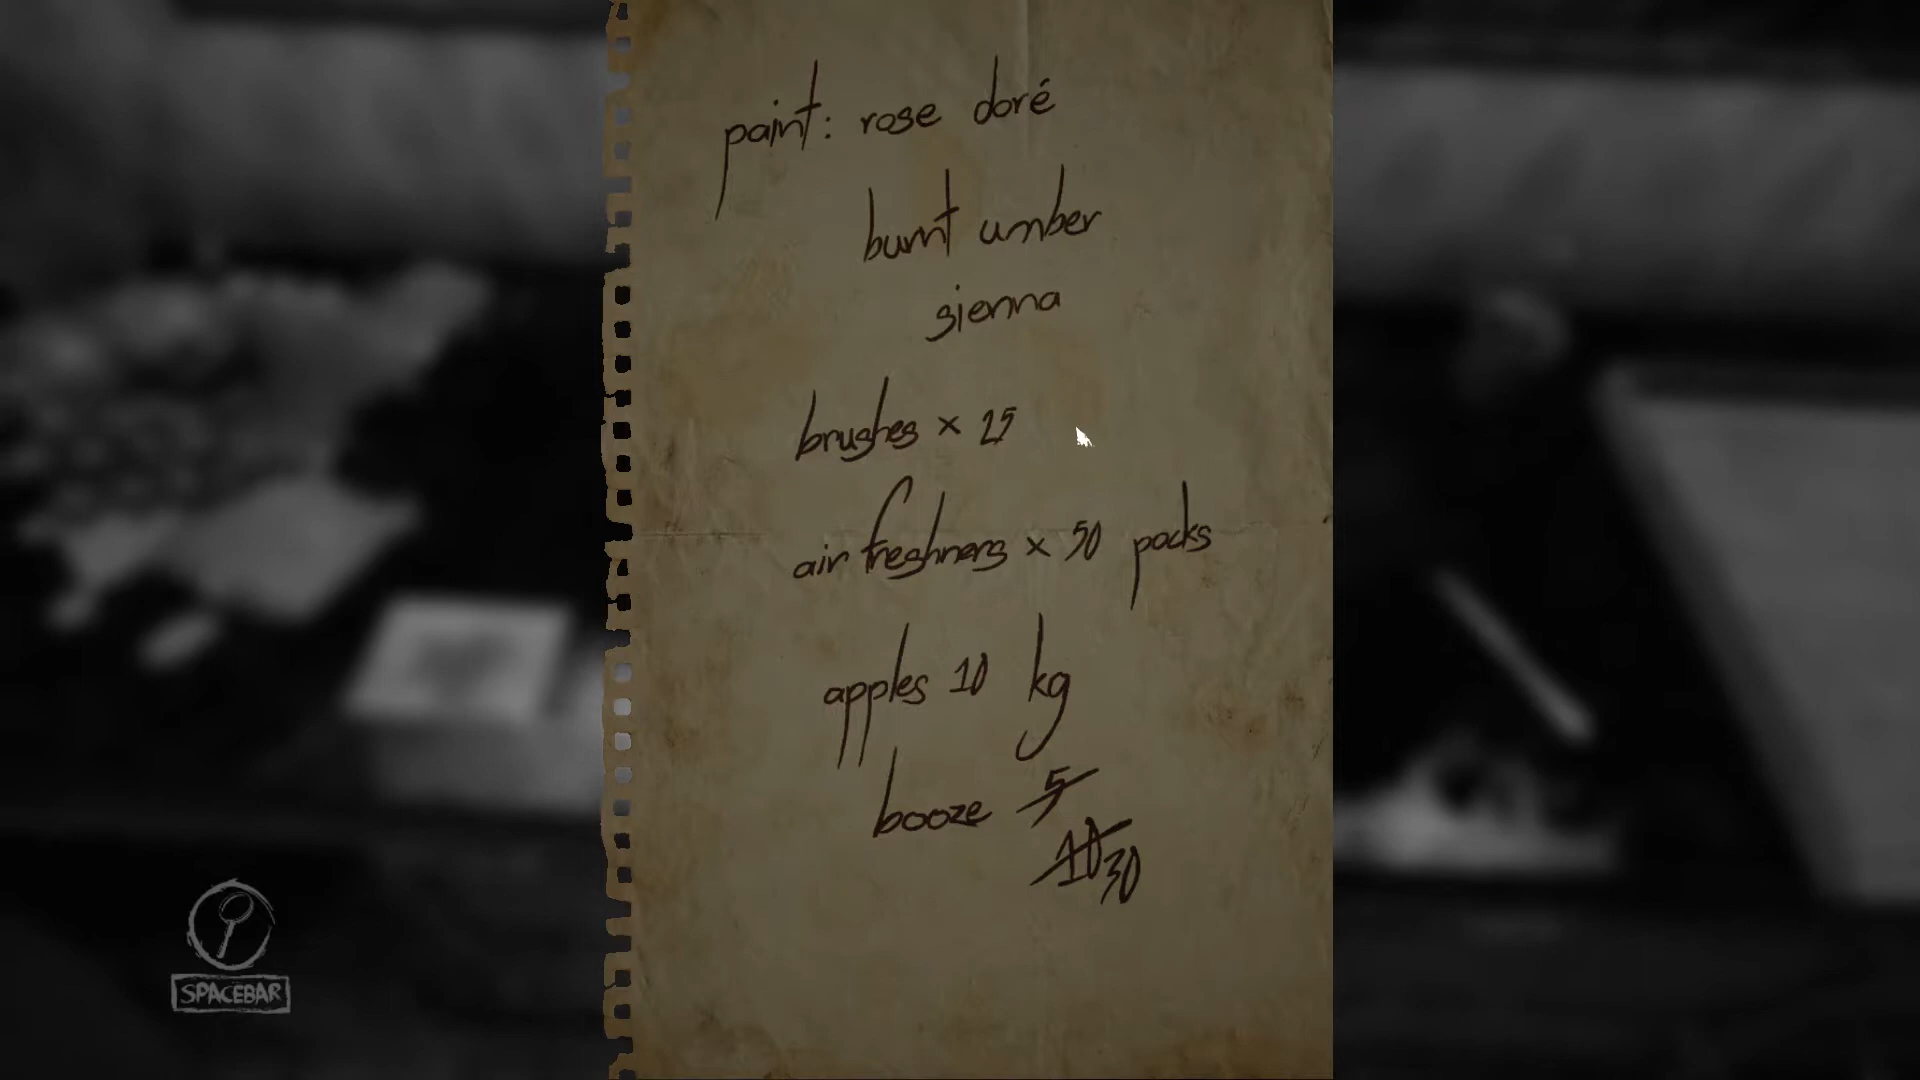 paint: rose doré
burnt umber
sienna
brushes × 25
air freshners × 50 packs
apples 10 kg
booze 5
10 30
SPACEBAR